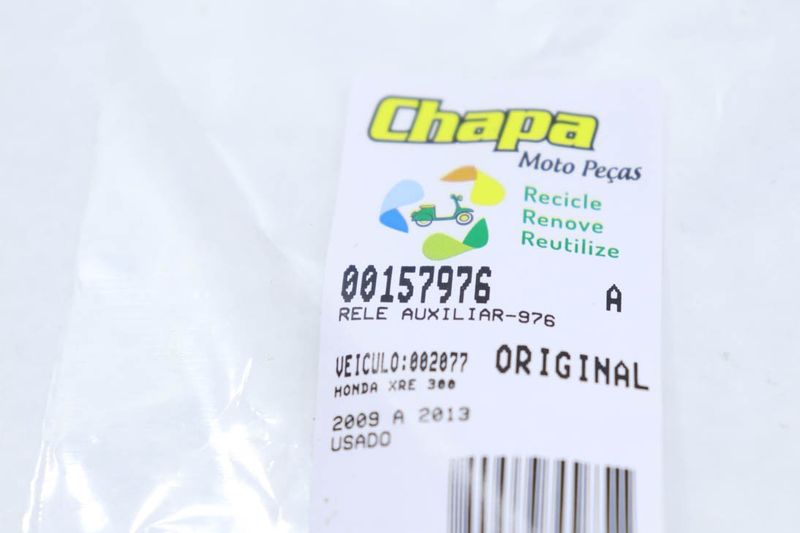 Chapa
Moto Peças
Recicle
Renove
Reutilize
00157976 A
RELE AUXILIAR-976
VEICULO:002077 ORIGINAL
HONDA XRE 300
2009 A 2013
USADO